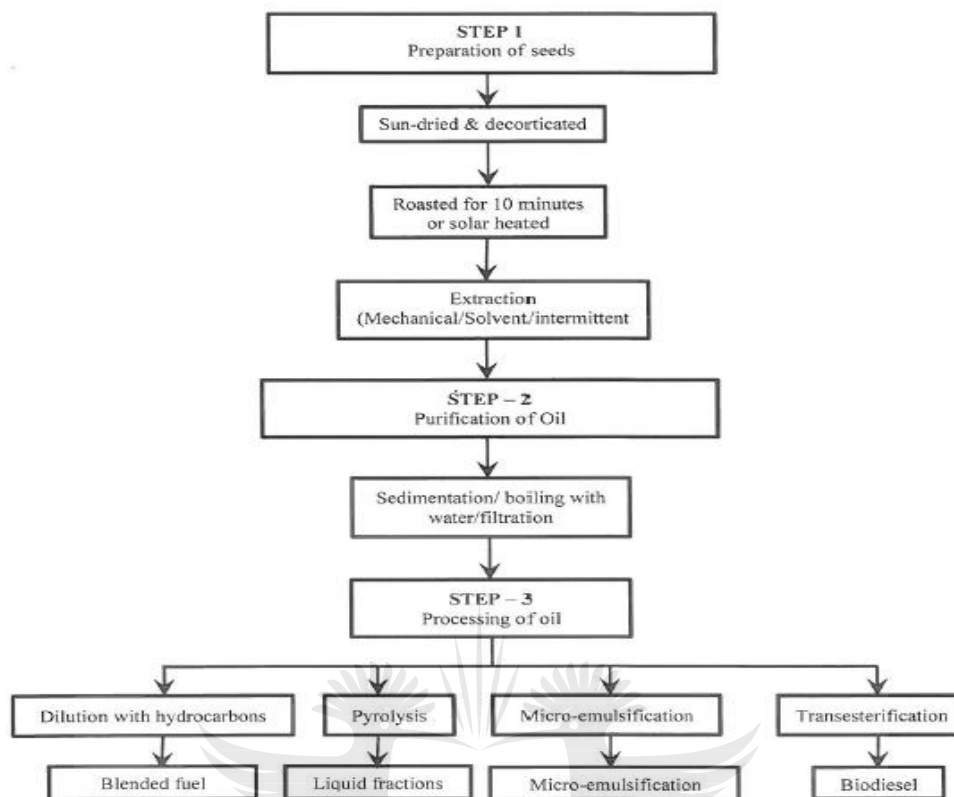 STEP 1
Preparation of seeds
Sun-dried & decorticated
Roasted for 10 minutes
or solar heated
Extraction
(Mechanical/Solvent/intermittent
STEP – 2
Purification of Oil
Sedimentation/ boiling with
water/filtration
STEP – 3
Processing of oil
Dilution with hydrocarbons
Pyrolysis
Micro-emulsification
Transesterification
Blended fuel
Liquid fractions
Micro-emulsification
Biodiesel